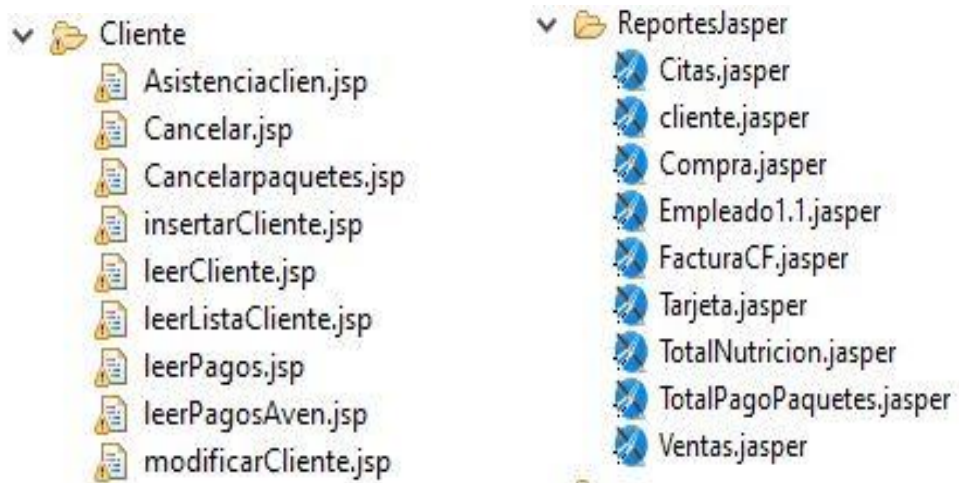 Cliente
Asistenciaclien.jsp
Cancelar.jsp
Cancelarpaquetes.jsp
insertarCliente.jsp
leerCliente.jsp
leerListaCliente.jsp
leerPagos.jsp
leerPagosAven.jsp
modificarCliente.jsp
ReportesJasper
Citas.jasper
cliente.jasper
Compra.jasper
Empleado1.1.jasper
FacturaCF.jasper
Tarjeta.jasper
TotalNutricion.jasper
TotalPagoPaquetes.jasper
Ventas.jasper